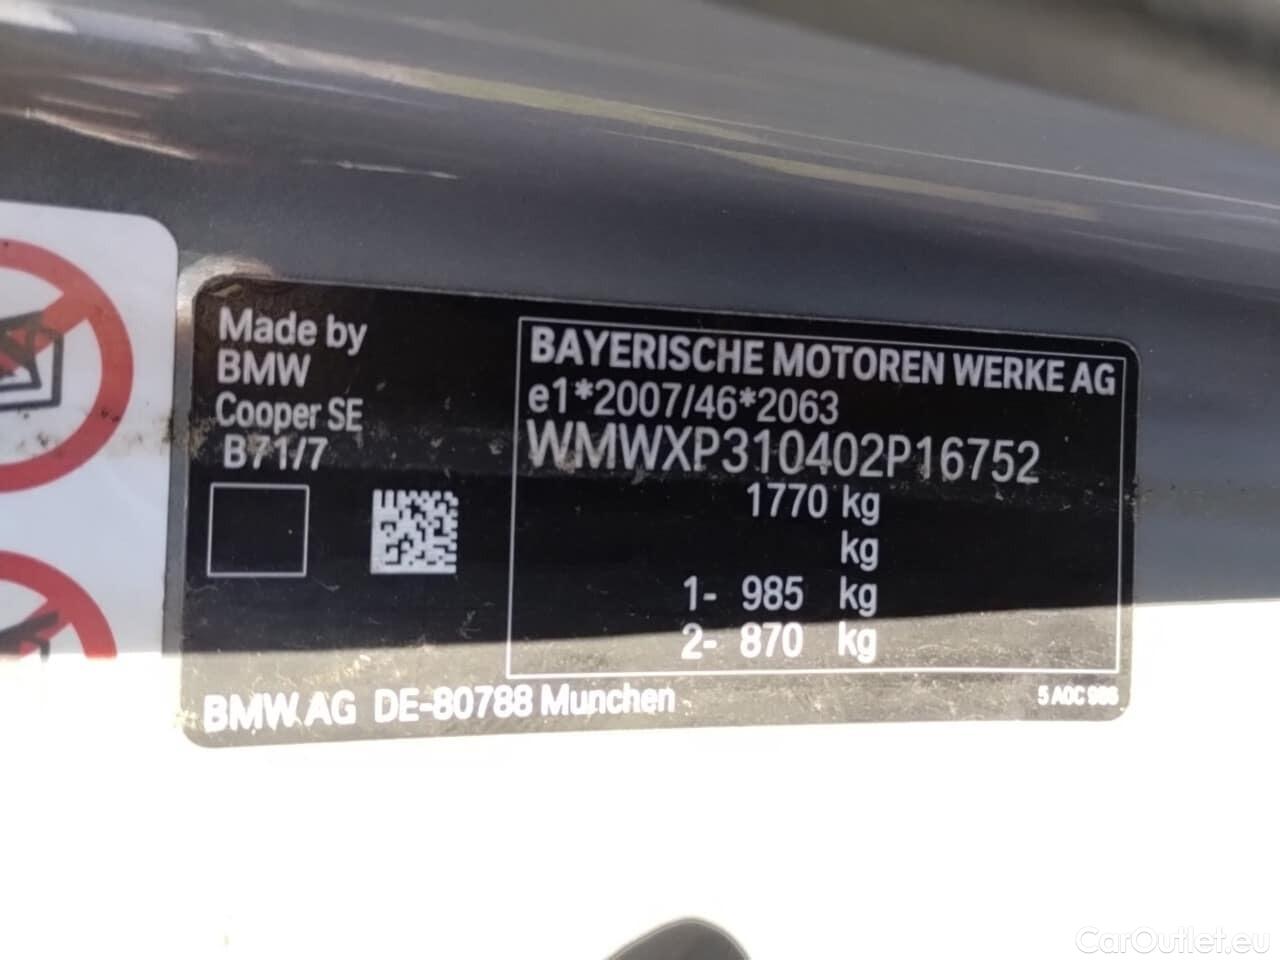 Made by
BMW
Cooper SE
B71/7
BAYERISCHE MOTOREN WERKE AG
e1*2007/46*2063
WMWXP310402P16752
1770 kg
kg
1- 985 kg
2- 870 kg
BMW AG DE-80788 Munchen
5 A0C 986
CarOutlet.eu